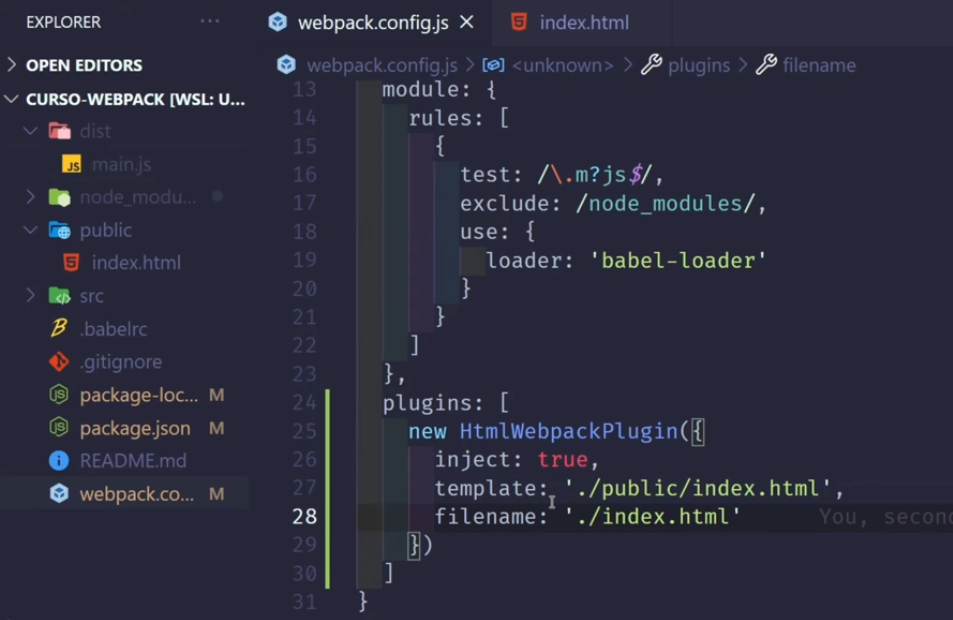 EXPLORER ...
OPEN EDITORS
CURSO-WEBPACK [WSL: U...
dist
main.js
node_modu...
public
index.html
src
.babelrc
.gitignore
package-loc... M
package.json M
README.md
webpack.co... M
webpack.config.js index.html
webpack.config.js > <unknown> > plugins > filename
13 module: {
14 rules: [
15 {
16 test: /\.m?js$/,
17 exclude: /node_modules/,
18 use: {
19 loader: 'babel-loader'
20 }
21 }
22 ]
23 },
24 plugins: [
25 new HtmlWebpackPlugin({
26 inject: true,
27 template: './public/index.html',
28 filename: './index.html' You, second
29 })
30 ]
31 }